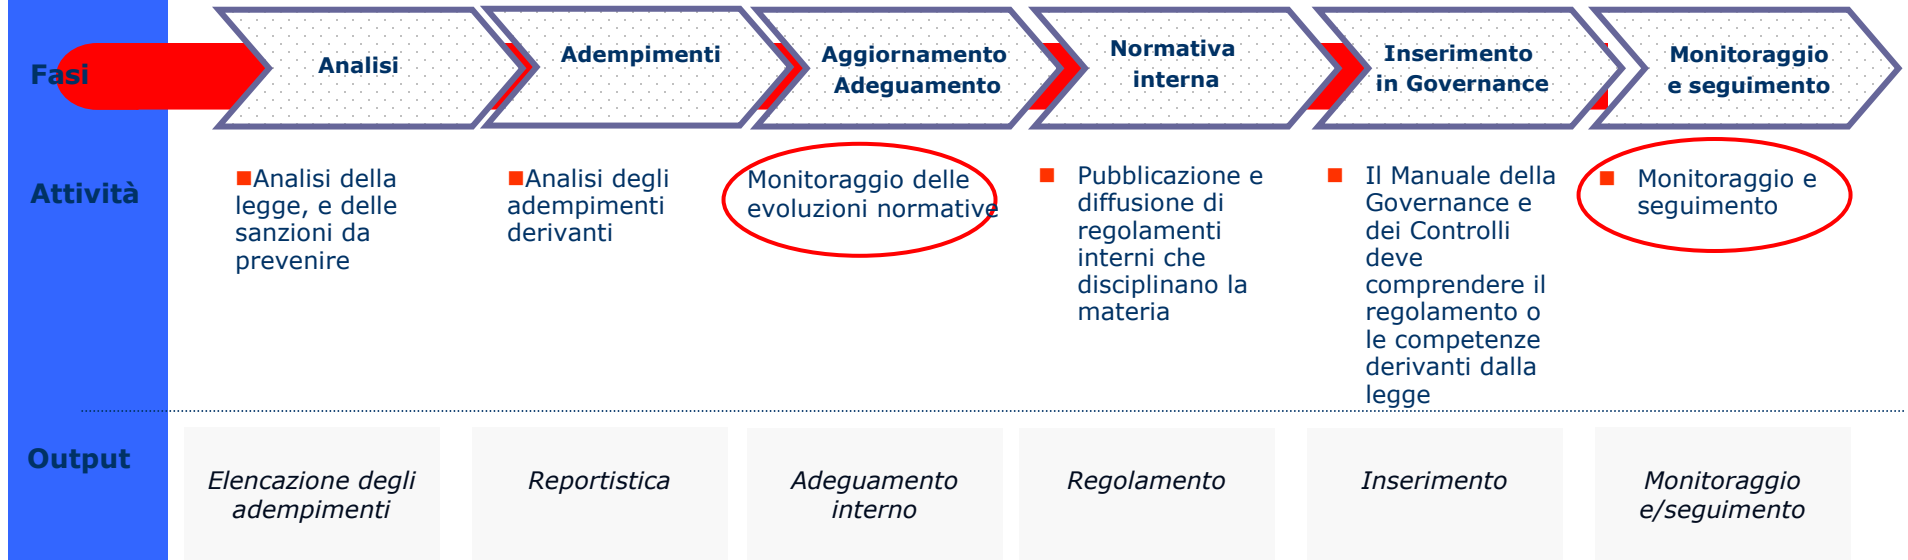 Fasi
Analisi
Adempimenti
Aggiornamento
Adeguamento
Normativa
interna
Inserimento
in Governance
Monitoraggio
e seguimento
Attività
Analisi della
legge, e delle
sanzioni da
prevenire
Analisi degli
adempimenti
derivanti
Monitoraggio delle
evoluzioni normative
Pubblicazione e
diffusione di
regolamenti
interni che
disciplinano la
materia
Il Manuale della
Governance e
dei Controlli
deve
comprendere il
regolamento o
le competenze
derivanti dalla
legge
Monitoraggio e
seguimento
Output
Elencazione degli
adempimenti
Reportistica
Adeguamento
interno
Regolamento
Inserimento
Monitoraggio
e/seguimento